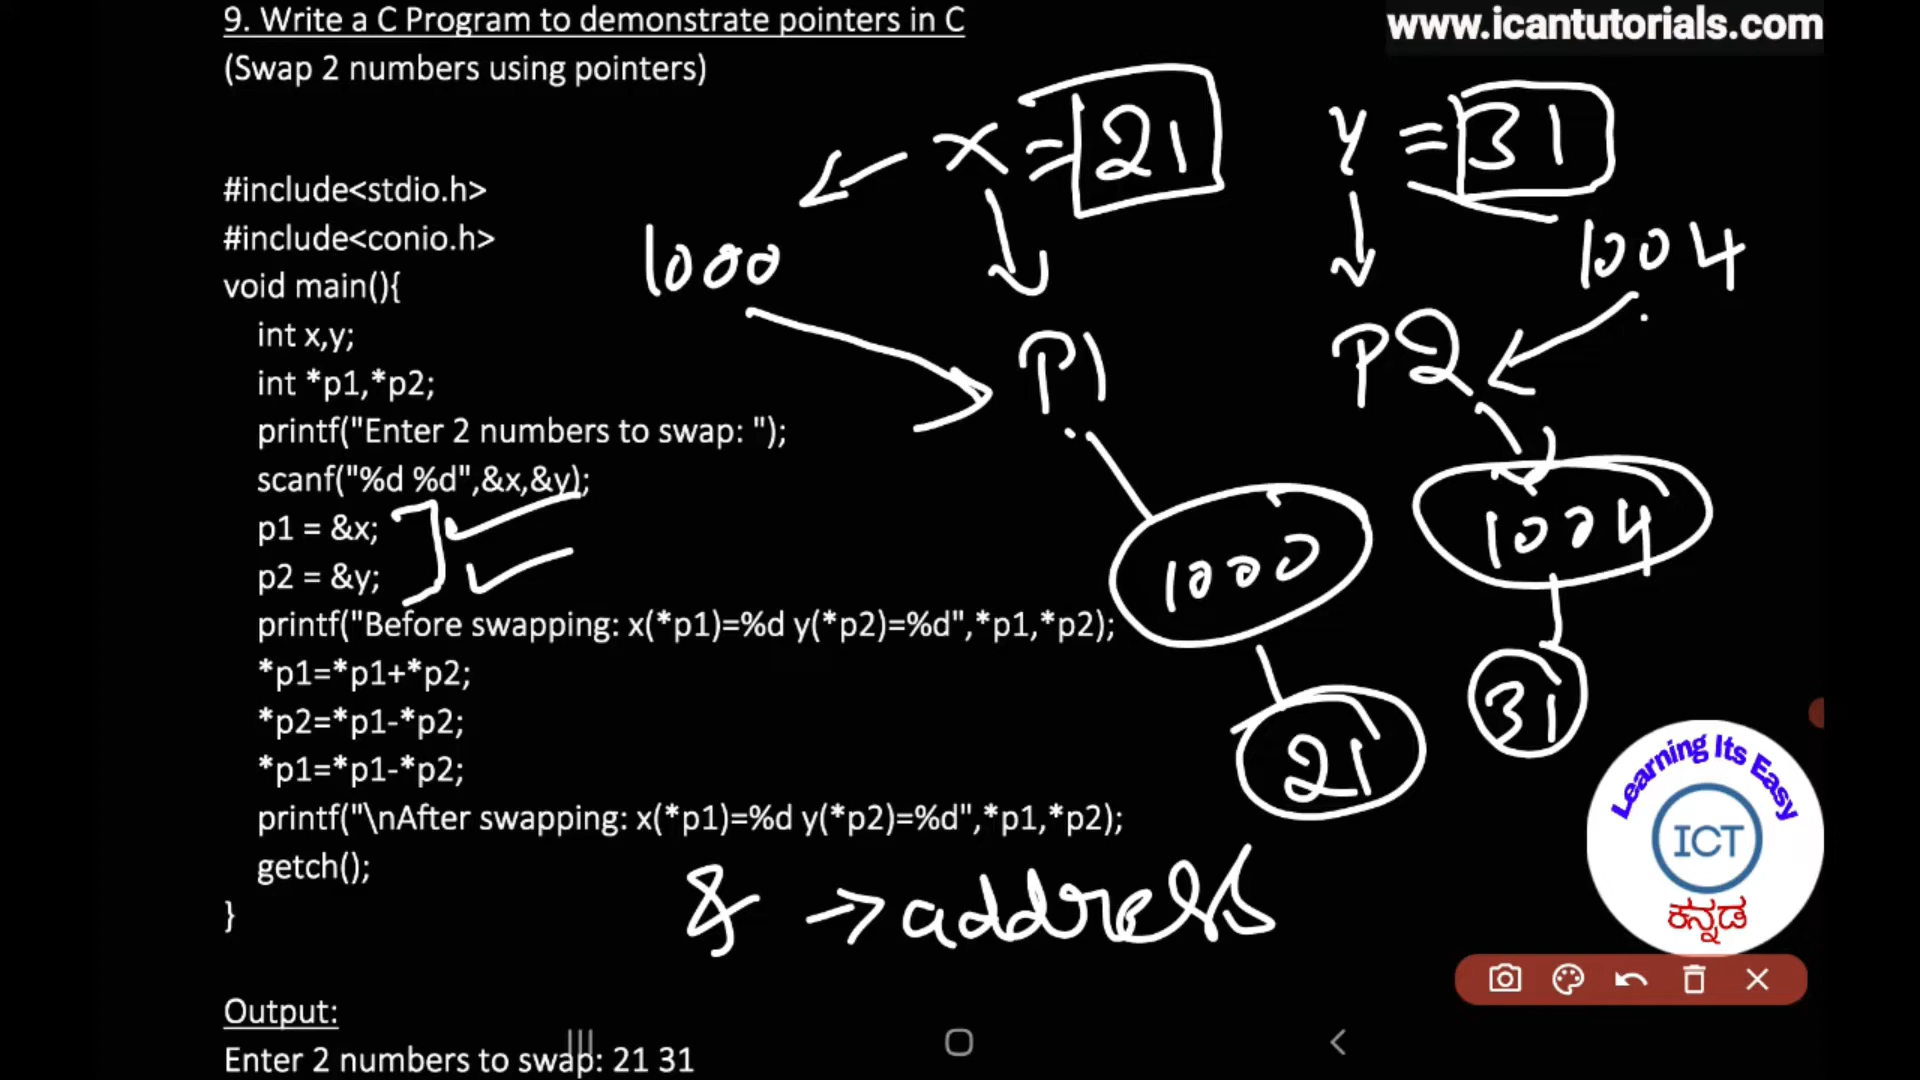 9. Write a C Program to demonstrate pointers in C
www.icantutorials.com
(Swap 2 numbers using pointers)
x = 21
y = 31
#include<stdio.h>
#include<conio.h>
1000
1004
void main(){
int x,y;
P1
P2
int *p1,*p2;
printf("Enter 2 numbers to swap: ");
scanf("%d %d",&x,&y);
p1 = &x;
1000
1004
p2 = &y;
printf("Before swapping: x(*p1)=%d y(*p2)=%d",*p1,*p2);
*p1=*p1+*p2;
31
*p2=*p1-*p2;
21
*p1=*p1-*p2;
printf("\nAfter swapping: x(*p1)=%d y(*p2)=%d",*p1,*p2);
getch();
}
& → address
Learning Its Easy
ICT
ಕನ್ನಡ
Output:
Enter 2 numbers to swap: 21 31